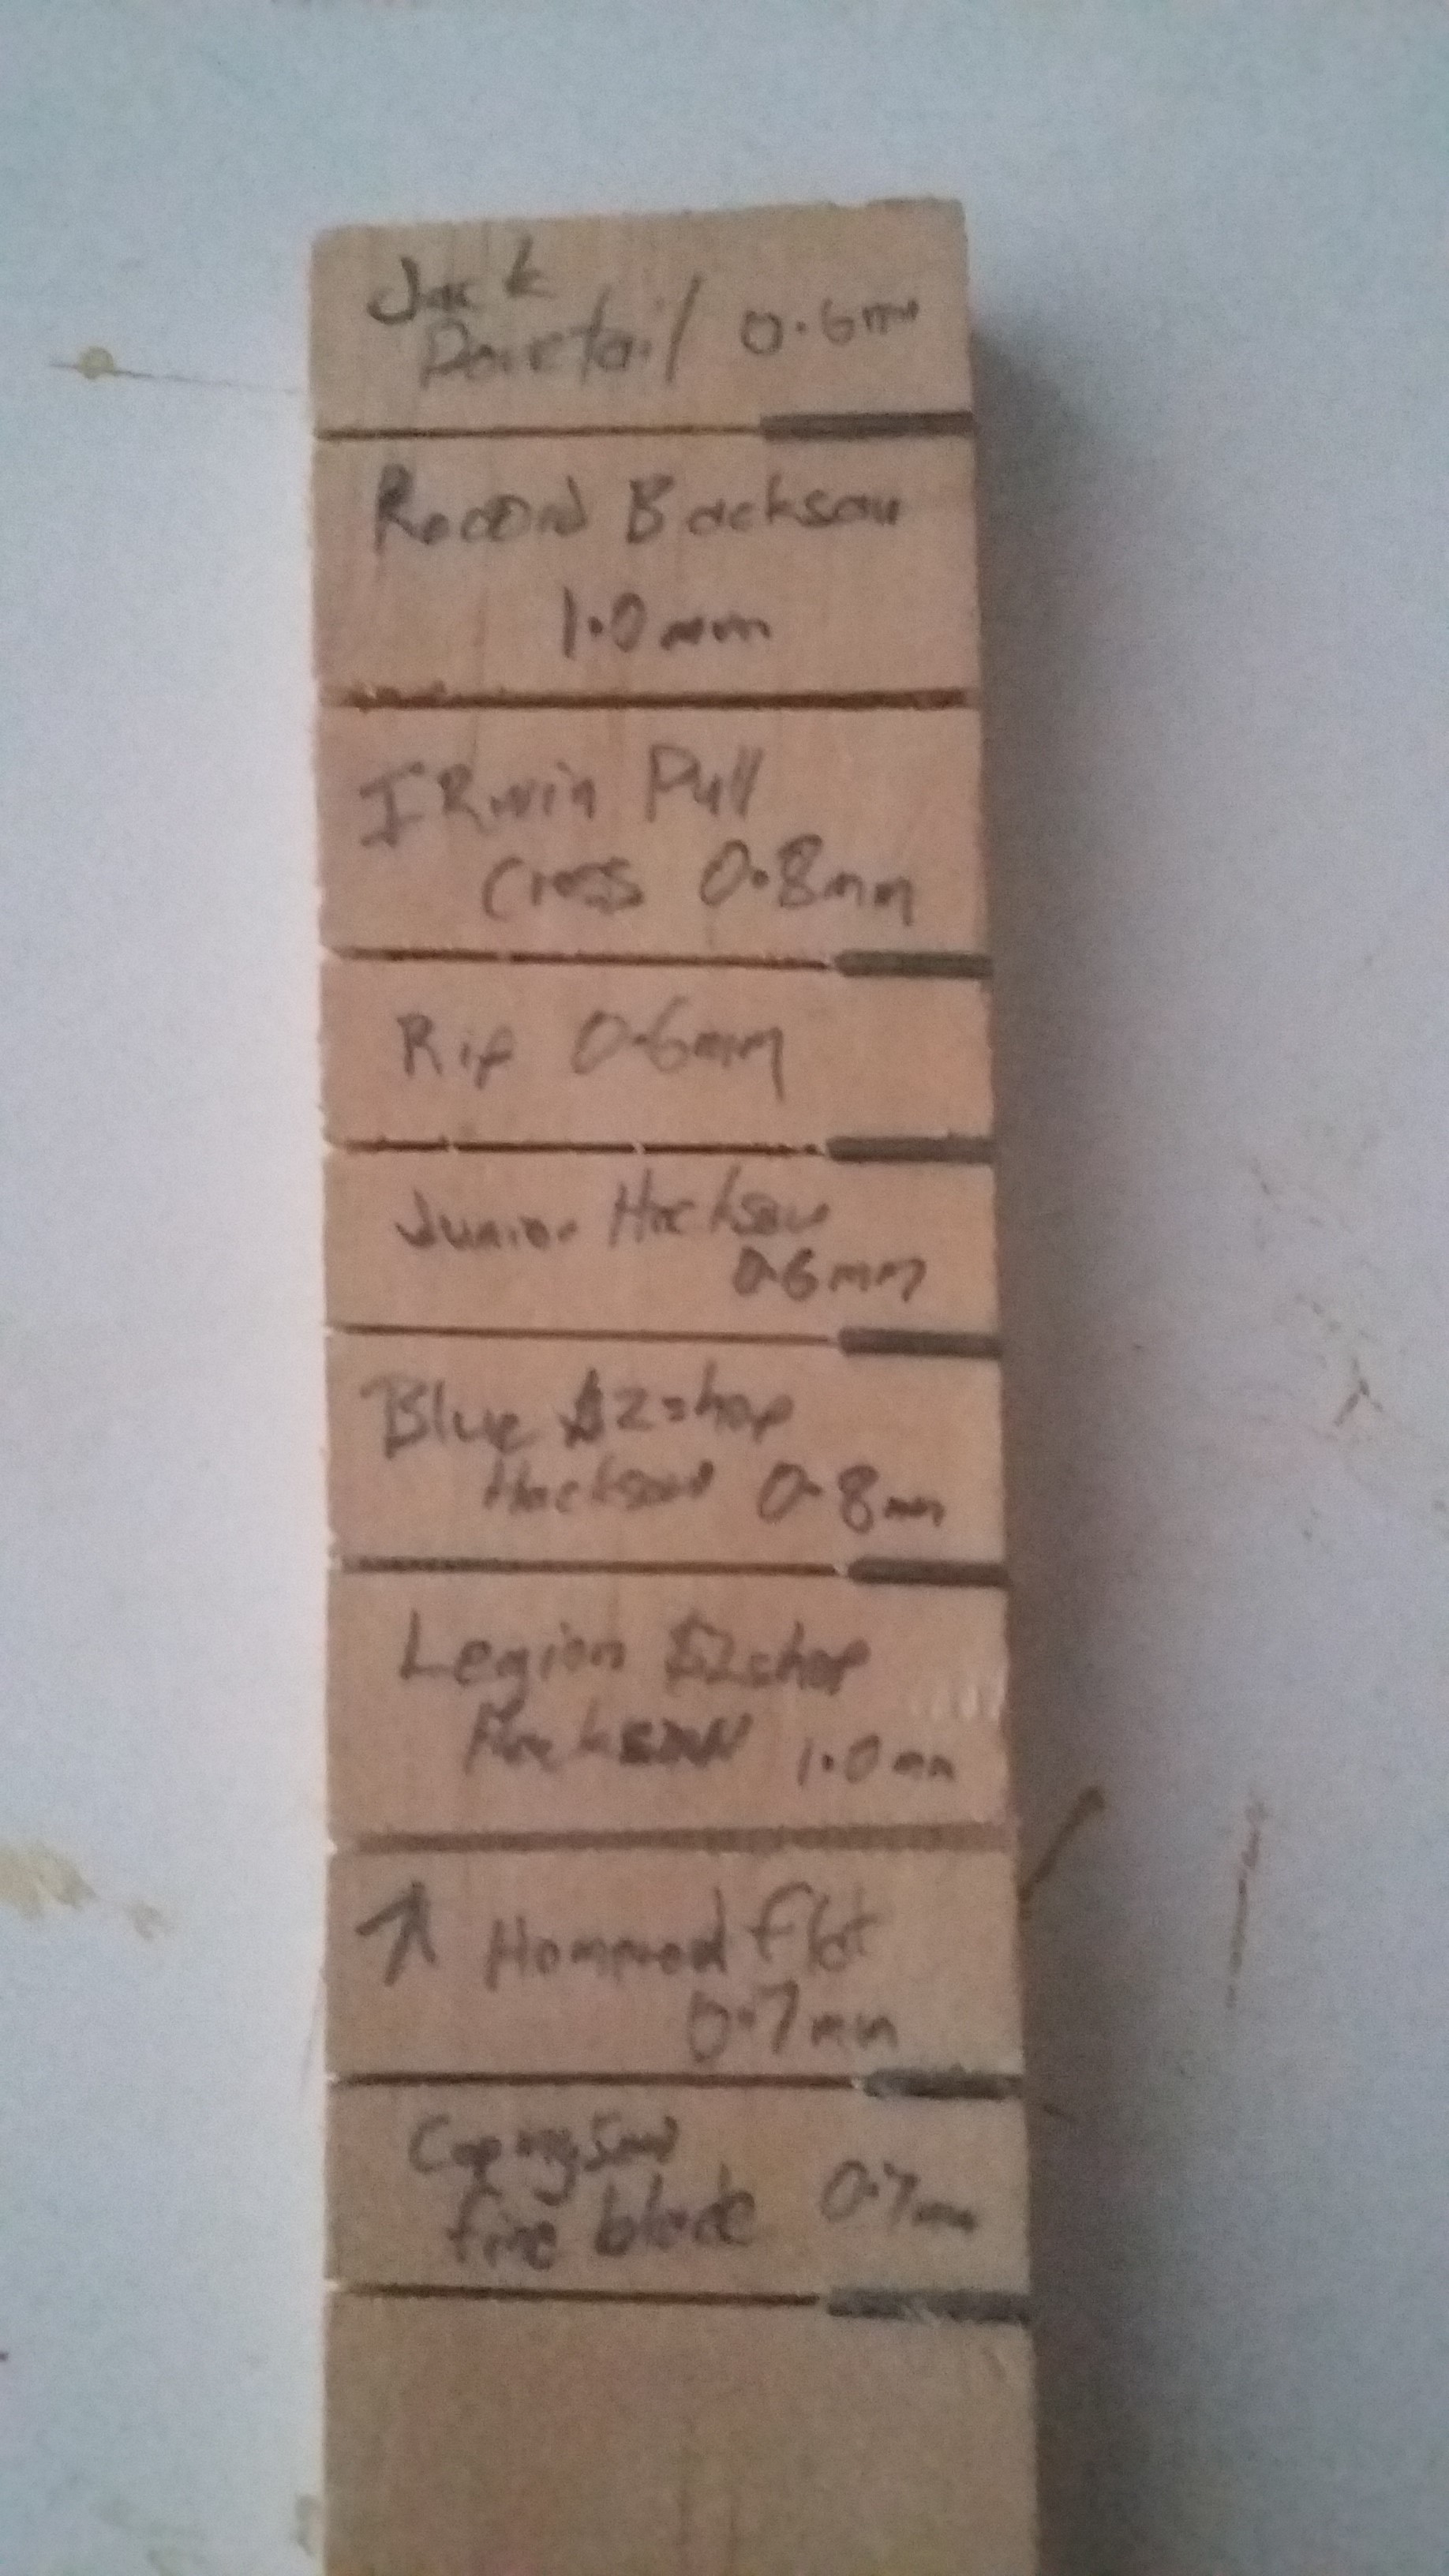 Jack
Dovetail 0.6mm
Record Backsaw
1.0mm
IRwin Pull
Cross 0.8mm
Rip 0.6mm
Junior Hacksaw
0.6mm
Blue $2shop
Hacksaw 0.8mm
Legion $2shop
Hacksaw 1.0mm
↗ Hammered flat
0.7mm
Coping Saw
fine blade 0.7mm